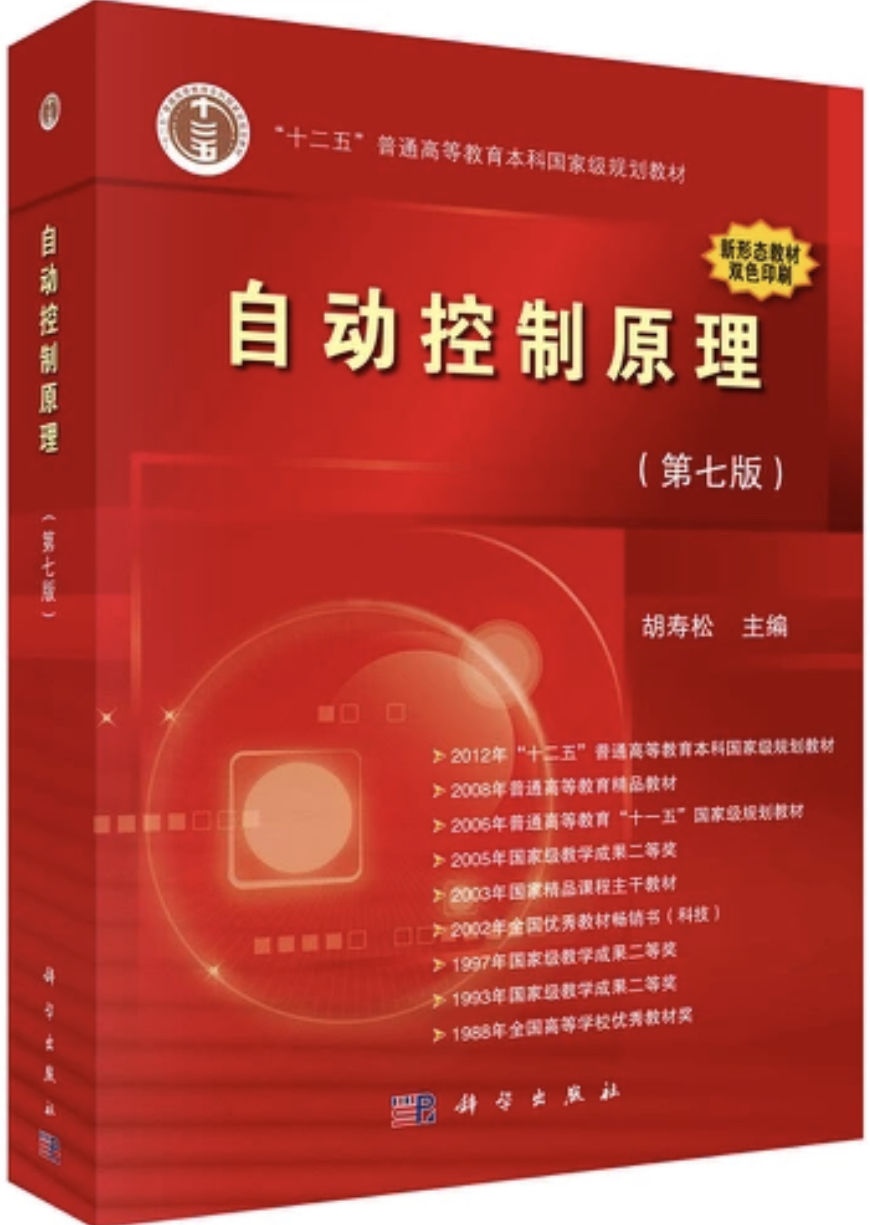 十二五
“十二五”普通高等教育本科国家级规划教材
新形态教材
双色印刷
自动控制原理
（第七版）
胡寿松 主编
2012年“十二五”普通高等教育本科国家级规划教材
2008年普通高等教育精品教材
2006年普通高等教育“十一五”国家级规划教材
2005年国家级教学成果二等奖
2003年国家精品课程主干教材
2002年全国优秀教材畅销书（科技）
1997年国家级教学成果二等奖
1993年国家级教学成果二等奖
1988年全国高等学校优秀教材奖
科学出版社
自动控制原理
（第七版）
科学出版社